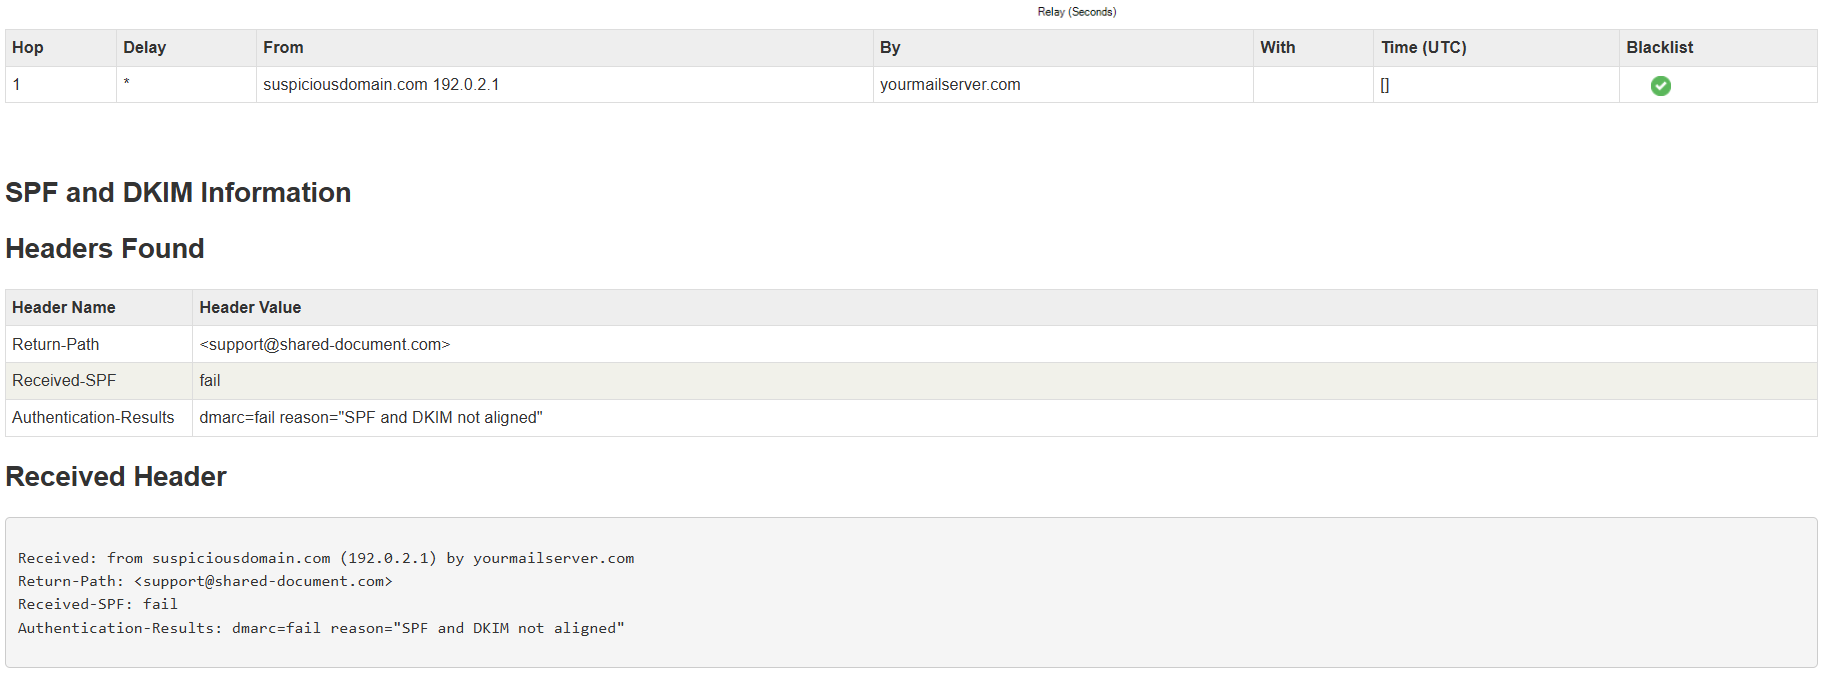 Relay (Seconds)
Hop Delay From By With Time (UTC) Blacklist
1 * suspiciousdomain.com 192.0.2.1 yourmailserver.com []
SPF and DKIM Information
Headers Found
Header Name Header Value
Return-Path <support@shared-document.com>
Received-SPF fail
Authentication-Results dmarc=fail reason="SPF and DKIM not aligned"
Received Header
Received: from suspiciousdomain.com (192.0.2.1) by yourmailserver.com
Return-Path: <support@shared-document.com>
Received-SPF: fail
Authentication-Results: dmarc=fail reason="SPF and DKIM not aligned"